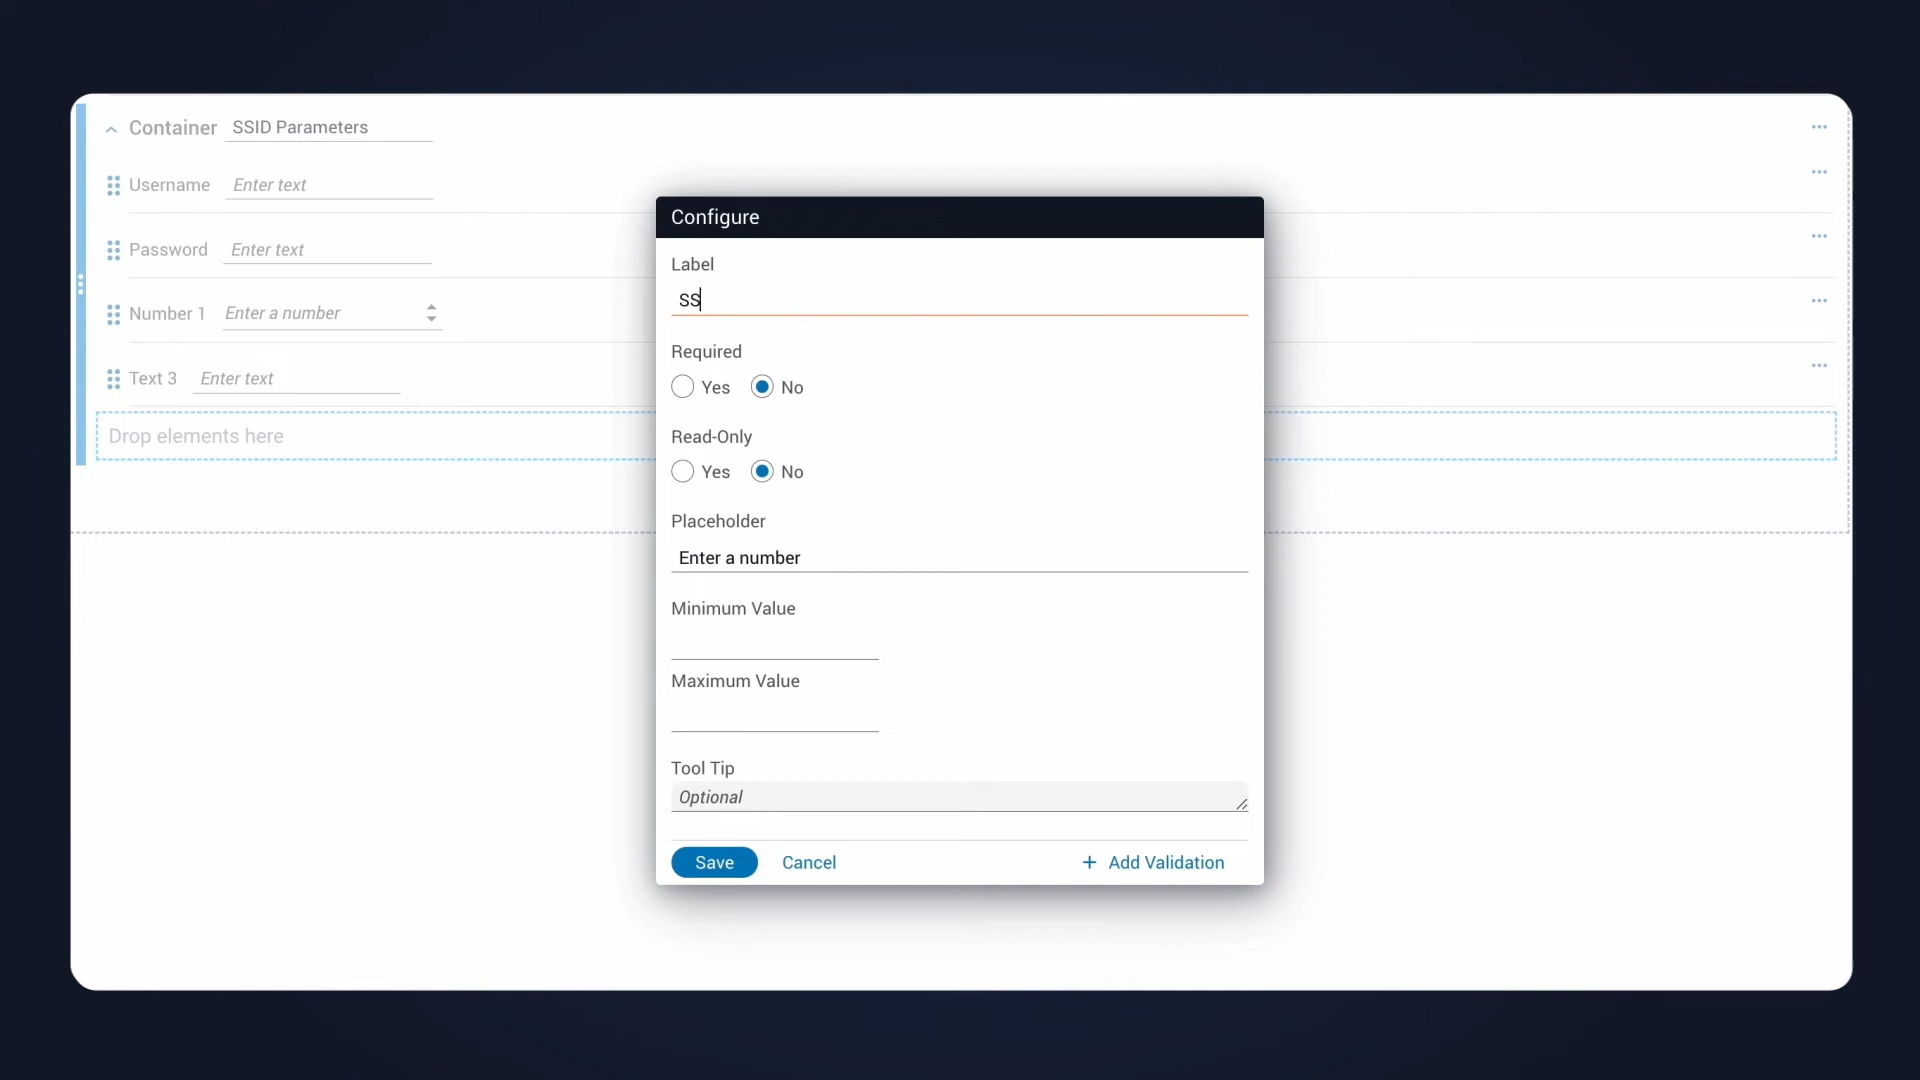 Container SSID Parameters
Username Enter text
Password Enter text
Number 1 Enter a number
Text 3 Enter text
Drop elements here
Configure
Label
SS
Required
Yes No
Read-Only
Yes No
Placeholder
Enter a number
Minimum Value
Maximum Value
Tool Tip
Optional
Save Cancel + Add Validation